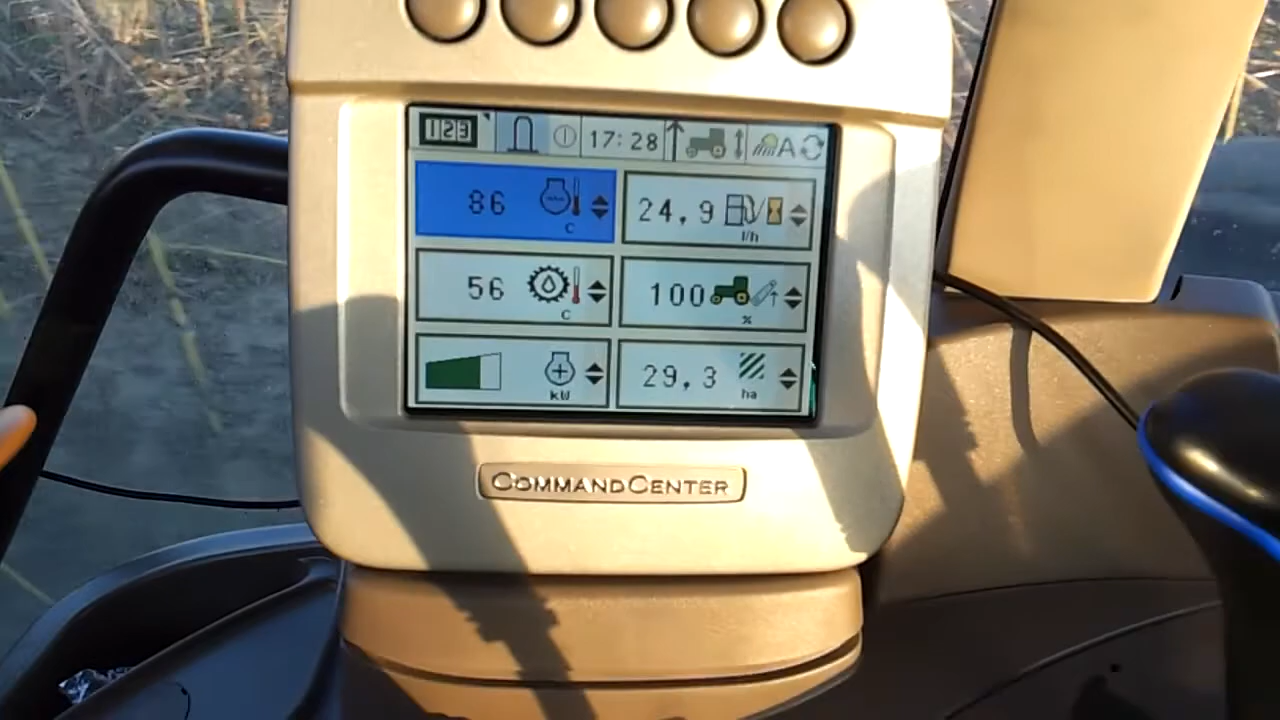 123 17:28 A
86 C 24,9 l/h
56 C 100 %
kW 29,3 ha
COMMANDCENTER